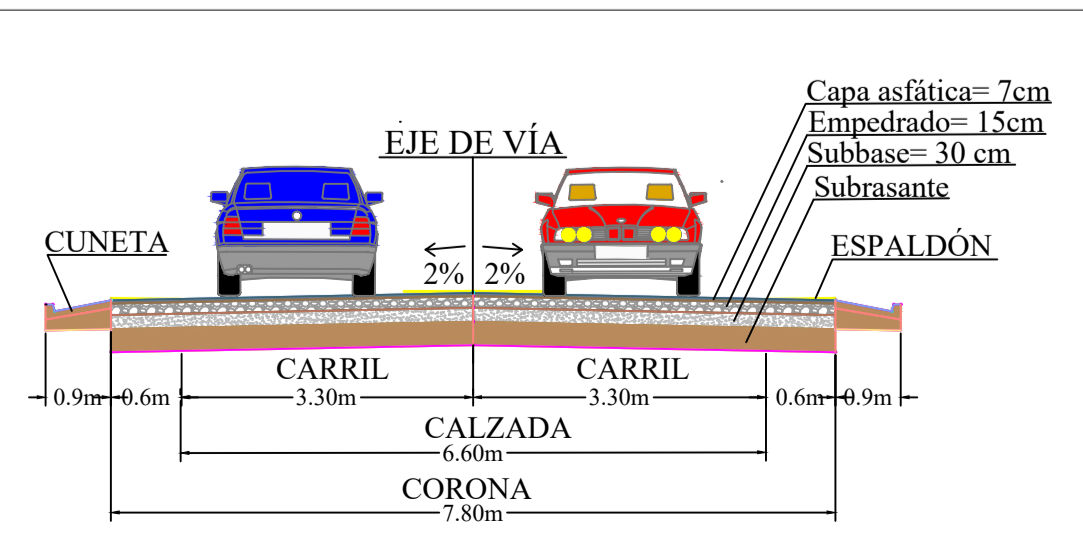 Capa asfática= 7cm
Empedrado= 15cm
Subbase= 30 cm
Subrasante
EJE DE VÍA
CUNETA
ESPALDÓN
2% 2%
CARRIL CARRIL
0.9m 0.6m 3.30m 3.30m 0.6m 0.9m
CALZADA
6.60m
CORONA
7.80m